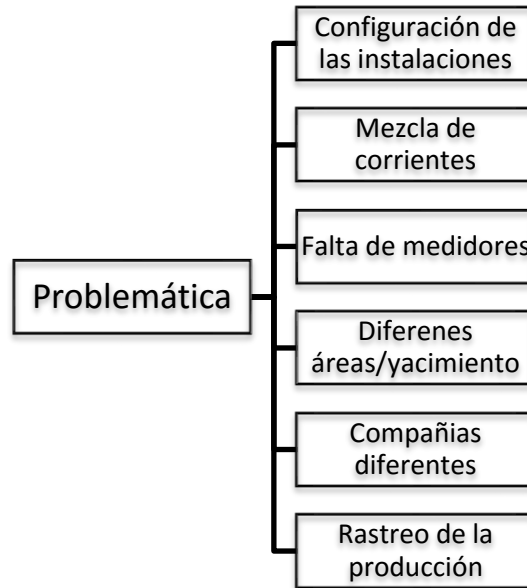 Configuración de
las instalaciones
Mezcla de
corrientes
Falta de medidores
Problemática
Diferenes
áreas/yacimiento
Compañias
diferentes
Rastreo de la
producción